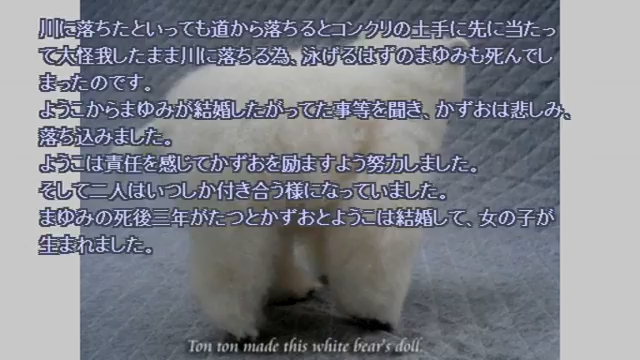 川に落ちたといっても道から落ちるとコンクリの土手に先に当たっ
て大怪我したまま川に落ちる為、泳げるはずのまゆみも死んでし
まったのです。
ようこからまゆみが結婚したがってた事等を聞き、かずおは悲しみ、
落ち込みました。
ようこは責任を感じてかずおを励ますよう努力しました。
そして二人はいつしか付き合う様になっていました。
まゆみの死後三年がたつとかずおとようこは結婚して、女の子が
生まれました。
Ton ton made this white bear's doll.